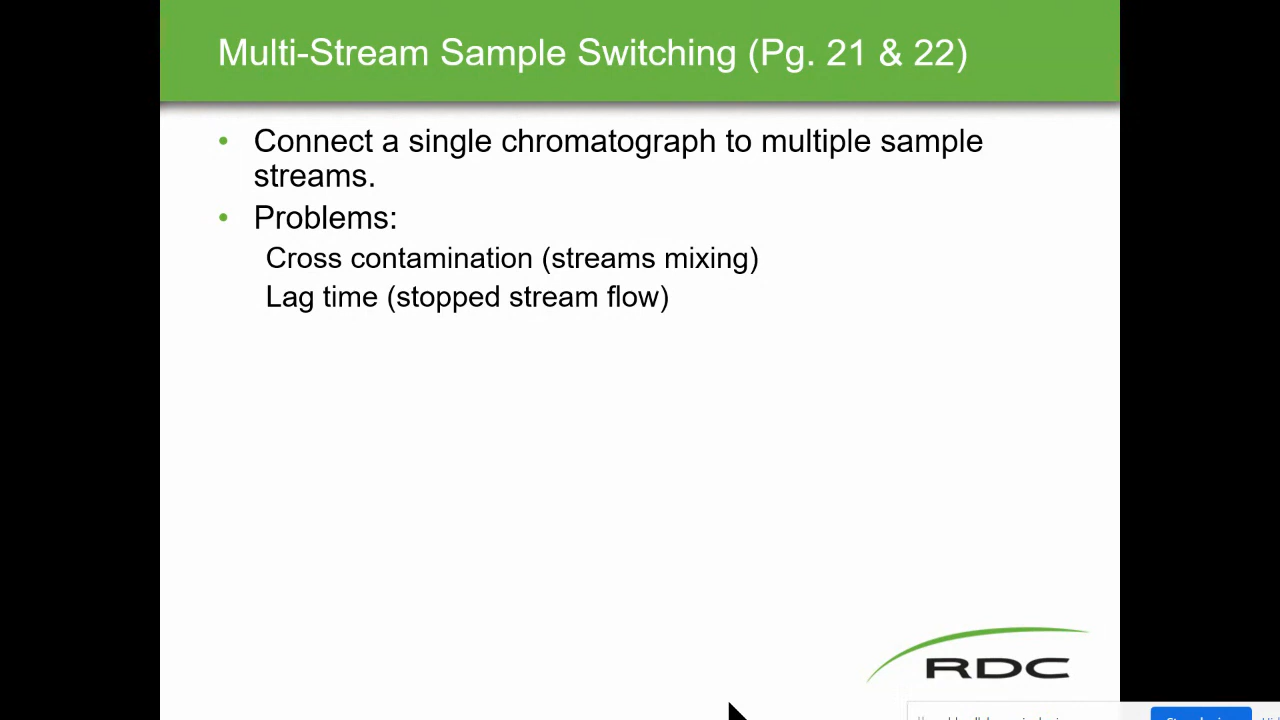 Multi-Stream Sample Switching (Pg. 21 & 22)
• Connect a single chromatograph to multiple sample
streams.
• Problems:
Cross contamination (streams mixing)
Lag time (stopped stream flow)
RDC